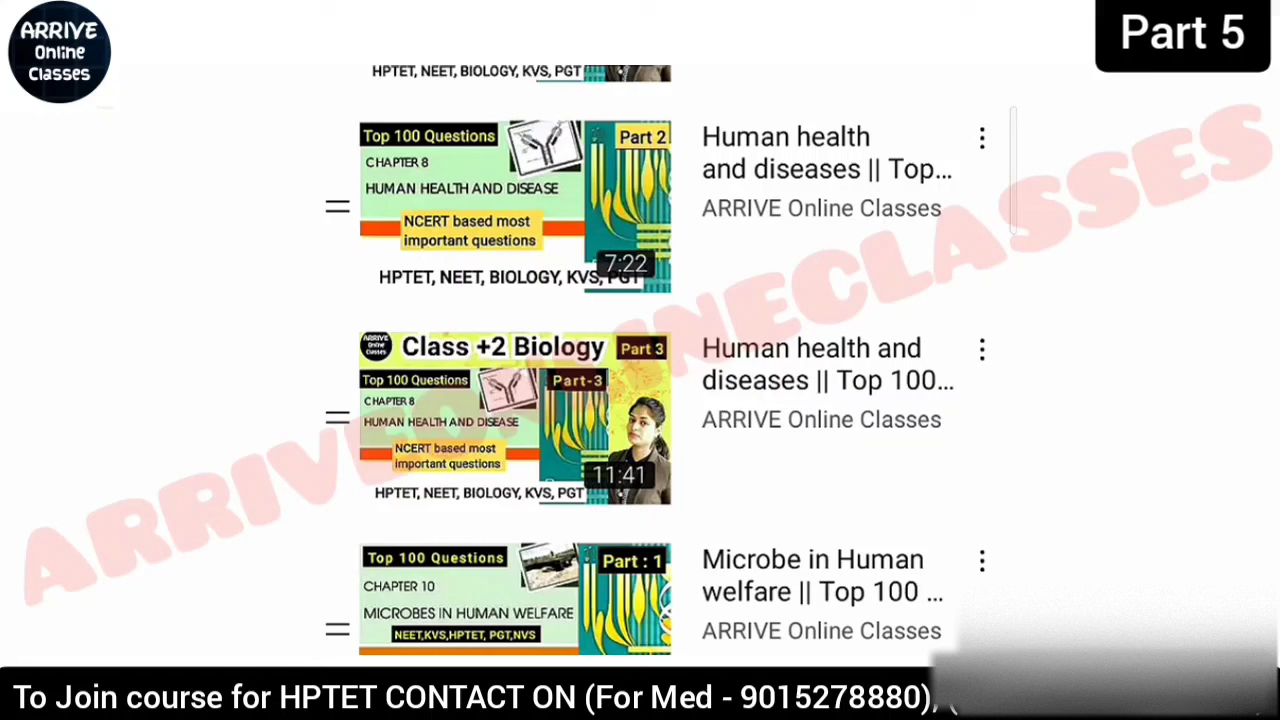 ARRIVE
Online
Classes
Part 5
HPTET, NEET, BIOLOGY, KVS, PGT
Top 100 Questions
Part 2
CHAPTER 8
HUMAN HEALTH AND DISEASE
NCERT based most
important questions
7:22
HPTET, NEET, BIOLOGY, KVS, PGT
Human health
and diseases || Top...
ARRIVE Online Classes
ARRIVE
Online
Classes
Class +2 Biology
Part 3
Top 100 Questions
Part-3
CHAPTER 8
HUMAN HEALTH AND DISEASE
NCERT based most
important questions
11:41
HPTET, NEET, BIOLOGY, KVS, PGT
Human health and
diseases || Top 100...
ARRIVE Online Classes
Top 100 Questions
Part : 1
CHAPTER 10
MICROBES IN HUMAN WELFARE
NEET,KVS,HPTET, PGT,NVS
Microbe in Human
welfare || Top 100 ...
ARRIVE Online Classes
ARRIVEONLINECLASSES
To Join course for HPTET CONTACT ON (For Med - 9015278880), (